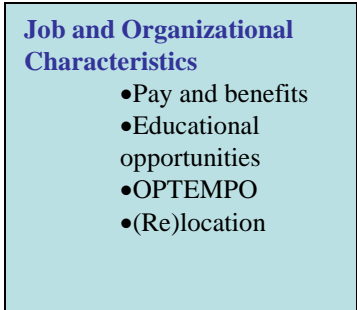 Job and Organizational
Characteristics
•Pay and benefits
•Educational
opportunities
•OPTEMPO
•(Re)location